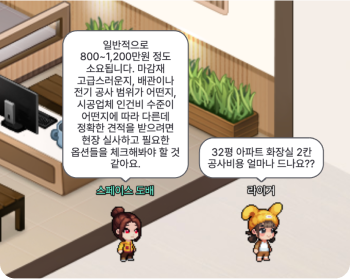 일반적으로
800~1,200만원 정도
소요됩니다. 마감재
고급스러운지, 배관이나
전기 공사 범위가 어떤지,
시공업체 인건비 수준이
어떤지에 따라 다른데
정확한 견적을 받으려면
현장 실사하고 필요한
옵션들을 체크해봐야 할 것
같아요.
스페이스 도배
32평 아파트 화장실 2칸
공사비용 얼마나 드나요??
라이거